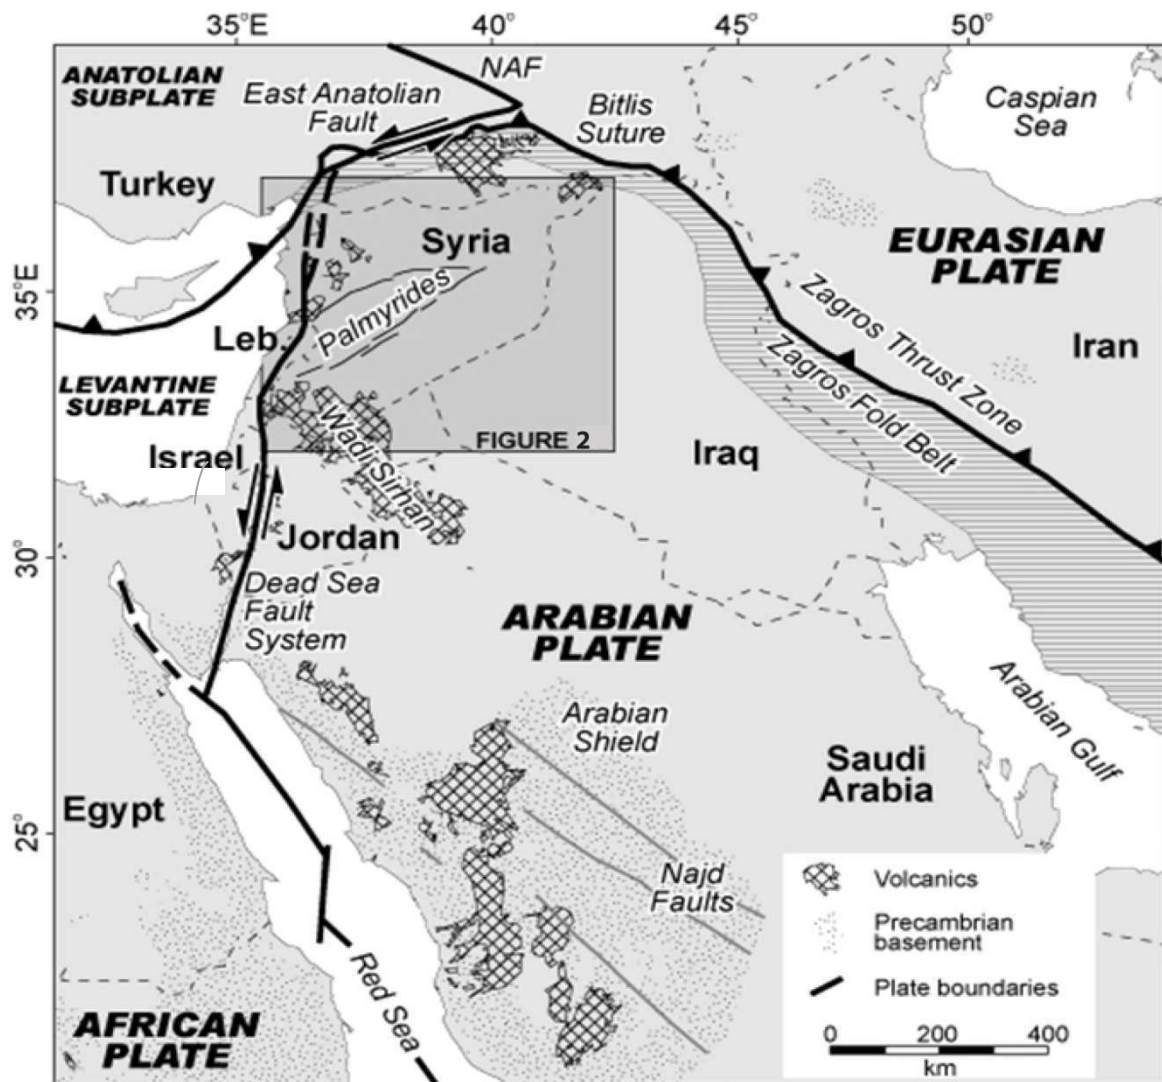 35°E
40°
45°
50°
ANATOLIAN
SUBPLATE
NAF
East Anatolian
Fault
Bitlis
Suture
Caspian
Sea
Turkey
Syria
EURASIAN
PLATE
35°E
Palmyrides
Leb.
Zagros Thrust Zone
Iran
Zagros Fold Belt
LEVANTINE
SUBPLATE
FIGURE 2
Israel
Wadi Sirhan
Iraq
Jordan
30°
Dead Sea
Fault
System
ARABIAN
PLATE
Arabian Gulf
Arabian
Shield
Saudi
Arabia
Egypt
25°
Najd
Faults
Volcanics
Precambrian
basement
Plate boundaries
Red Sea
AFRICAN
PLATE
0 200 400
km